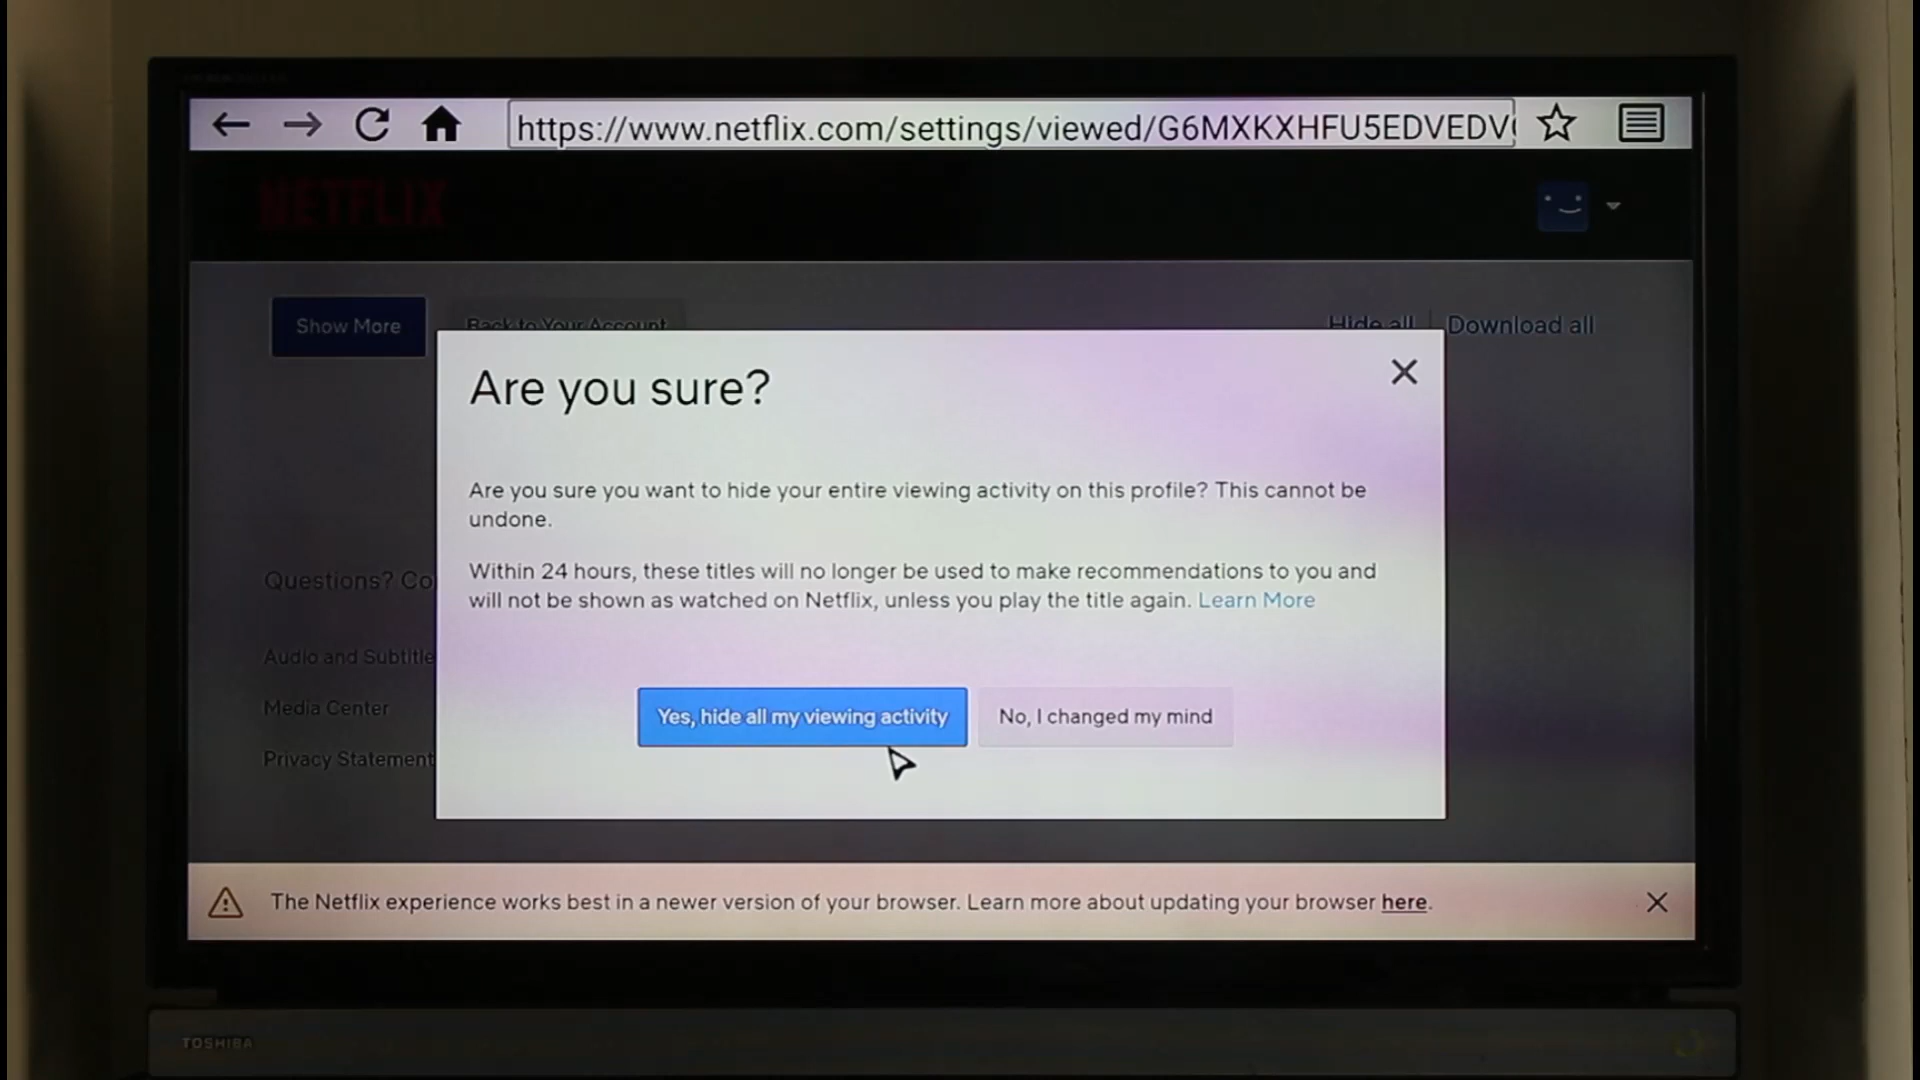 https://www.netflix.com/settings/viewed/G6MXKXHFU5EDVEDV
NETFLIX
Show More
Back to Your Account
Hide all
Download all
Are you sure?
Are you sure you want to hide your entire viewing activity on this profile? This cannot be
undone.
Within 24 hours, these titles will no longer be used to make recommendations to you and
will not be shown as watched on Netflix, unless you play the title again. Learn More
Questions? Co
Audio and Subtitle
Media Center
Privacy Statement
Yes, hide all my viewing activity
No, I changed my mind
The Netflix experience works best in a newer version of your browser. Learn more about updating your browser here.
TOSHIBA